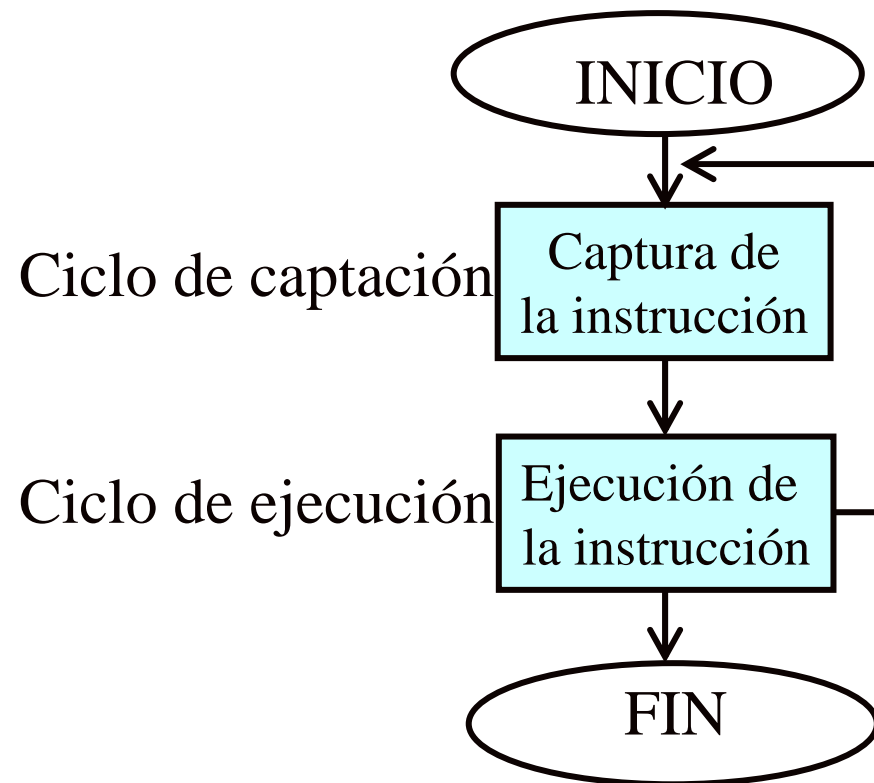 INICIO
Ciclo de captación
Captura de
la instrucción
Ciclo de ejecución
Ejecución de
la instrucción
FIN